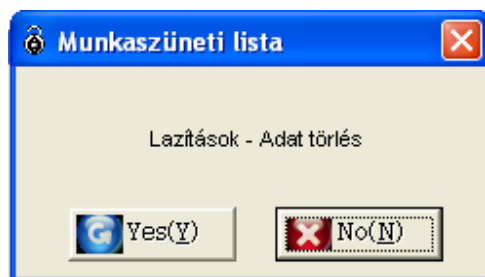 Munkaszüneti lista
Lazítások - Adat törlés
Yes(Y) No(N)